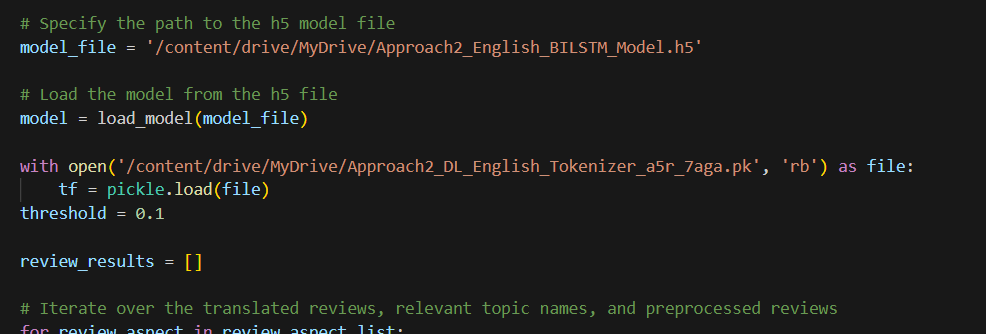 # Specify the path to the h5 model file
model_file = '/content/drive/MyDrive/Approach2_English_BILSTM_Model.h5'
# Load the model from the h5 file
model = load_model(model_file)
with open('/content/drive/MyDrive/Approach2_DL_English_Tokenizer_a5r_7aga.pk', 'rb') as file:
    tf = pickle.load(file)
threshold = 0.1
review_results = []
# Iterate over the translated reviews, relevant topic names, and preprocessed reviews
for review_aspect in review_aspect_list: